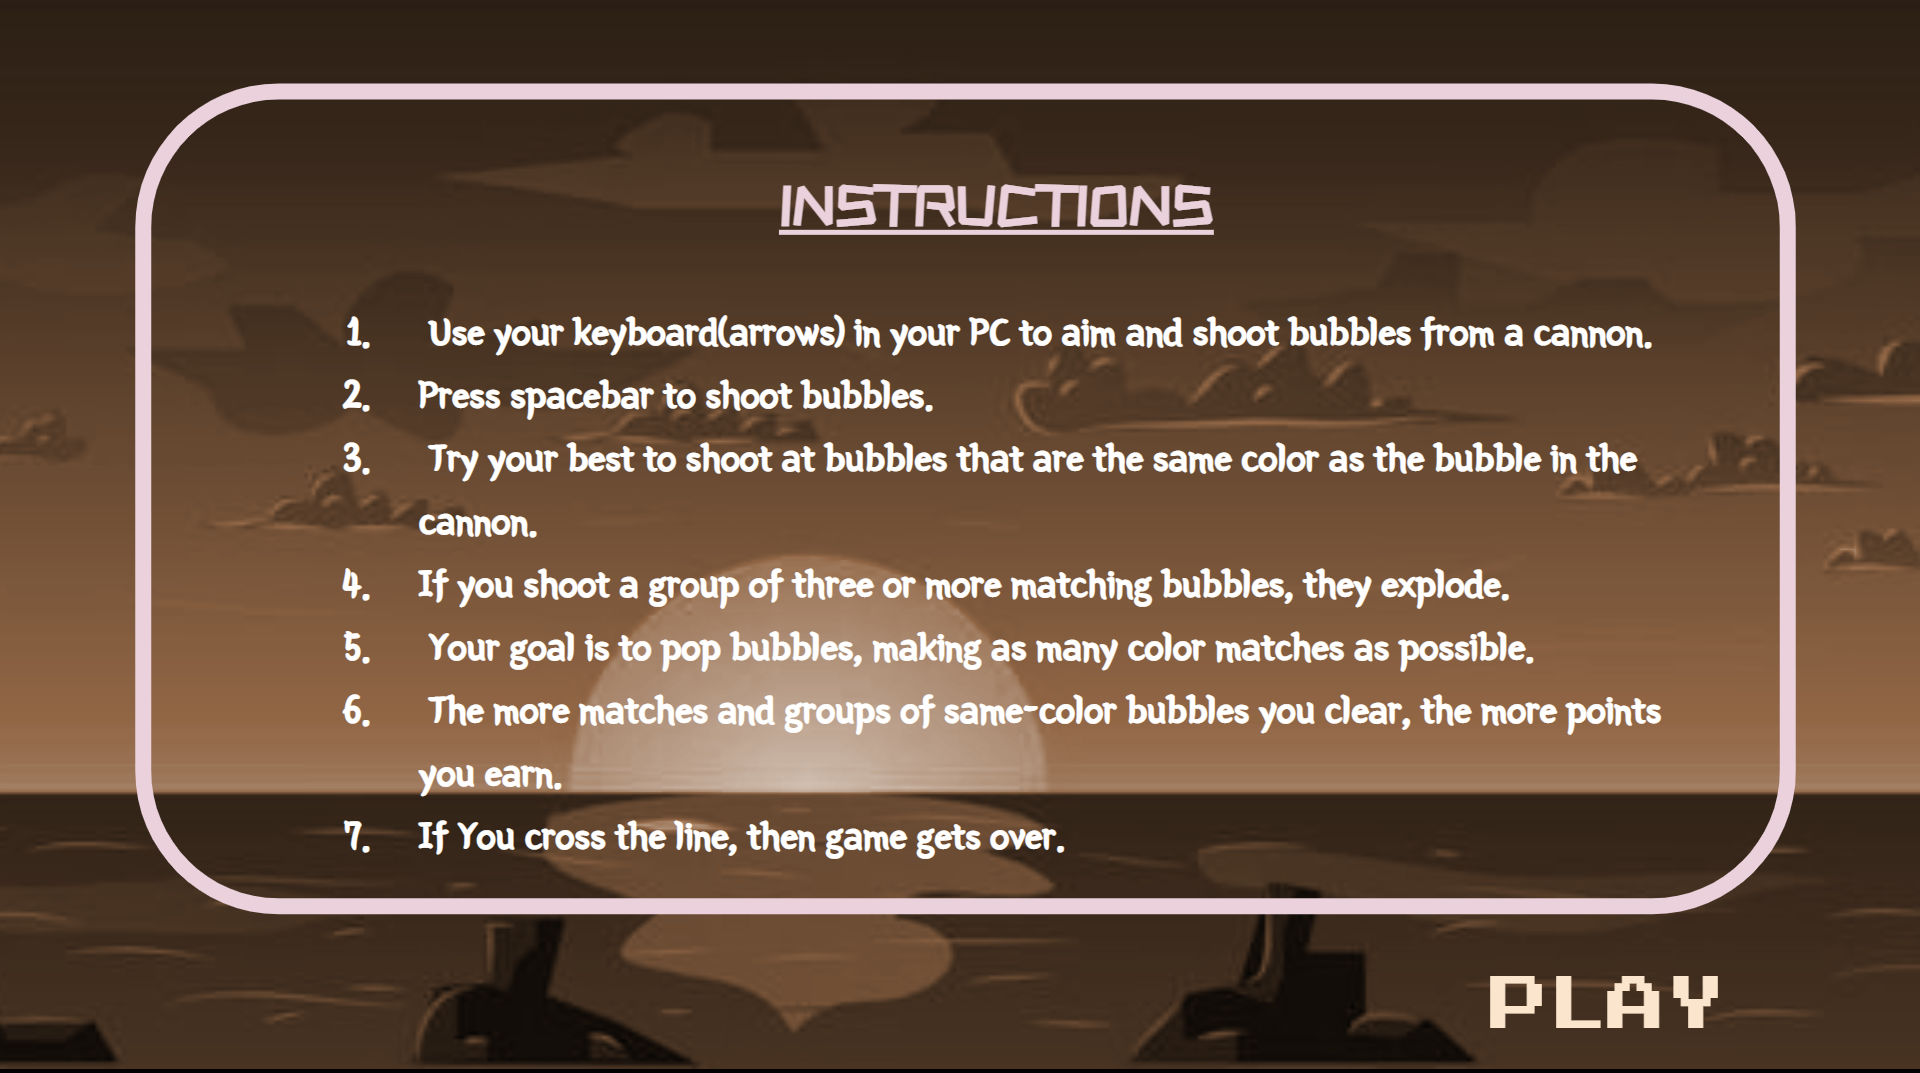 INSTRUCTIONS
1. Use your keyboard(arrows) in your PC to aim and shoot bubbles from a cannon.
2. Press spacebar to shoot bubbles.
3. Try your best to shoot at bubbles that are the same color as the bubble in the
cannon.
4. If you shoot a group of three or more matching bubbles, they explode.
5. Your goal is to pop bubbles, making as many color matches as possible.
6. The more matches and groups of same-color bubbles you clear, the more points
you earn.
7. If You cross the line, then game gets over.
PLAY